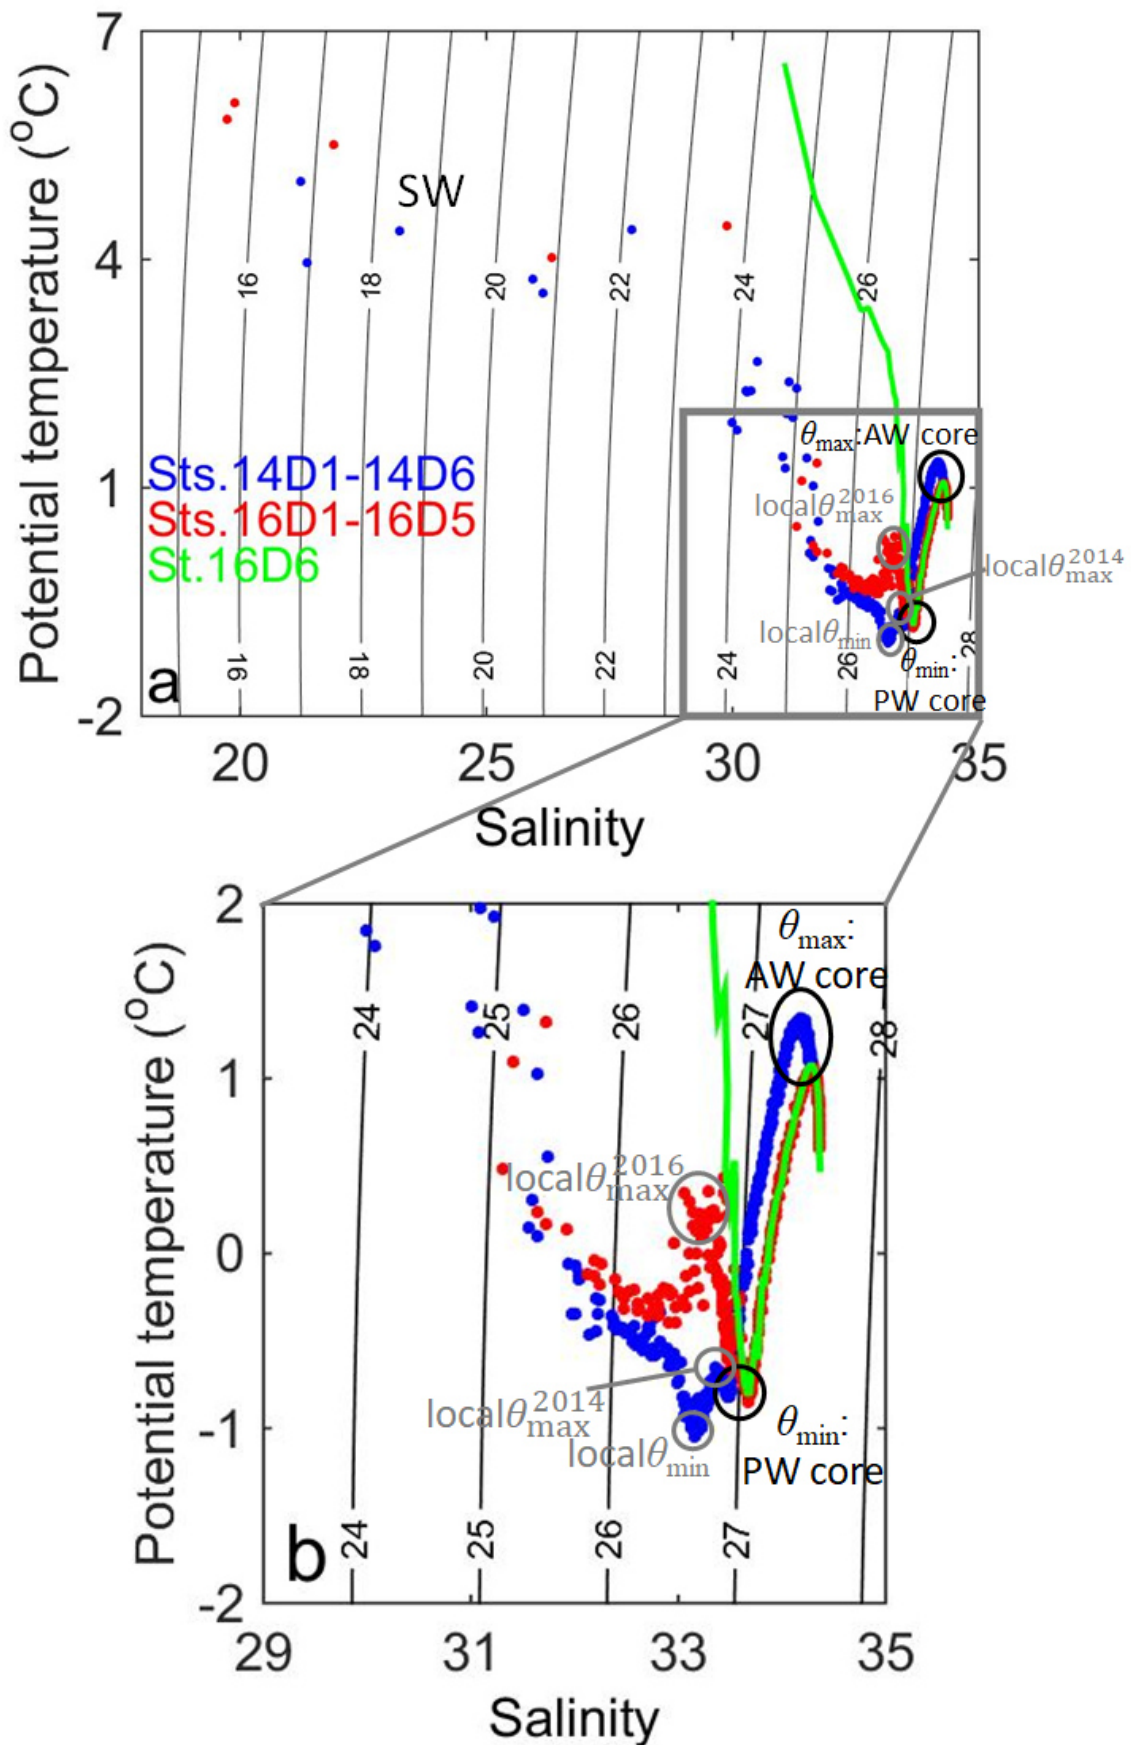 7
4
1
-2
Potential temperature (°C)
SW
16 18 20 22 24 26
Sts.14D1-14D6
Sts.16D1-16D5
St.16D6
θmax:AW core
localθmax2016
localθmax2014
localθmin
θmin:
PW core
16 18 20 22 24 26 28
a
20 25 30 35
Salinity
2
1
0
-1
-2
Potential temperature (°C)
θmax:
AW core
24 25 26 27 28
localθmax2016
localθmax2014
localθmin
θmin:
PW core
24 25 26 27
b
29 31 33 35
Salinity